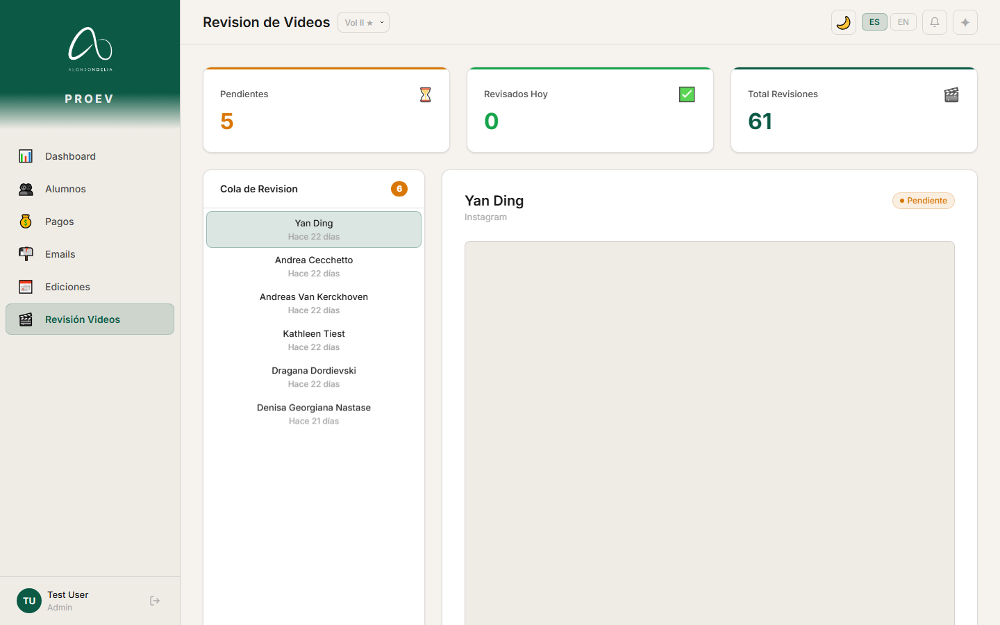 ALONSONOELIA
PROEV
Dashboard
Alumnos
Pagos
Emails
Ediciones
Revisión Videos
TU
Test User
Admin
Revision de Videos
Vol II ★
ES
EN
Pendientes
5
Revisados Hoy
0
Total Revisiones
61
Cola de Revision
6
Yan Ding
Hace 22 días
Andrea Cecchetto
Hace 22 días
Andreas Van Kerckhoven
Hace 22 días
Kathleen Tiest
Hace 22 días
Dragana Dordievski
Hace 22 días
Denisa Georgiana Nastase
Hace 21 días
Yan Ding
Instagram
Pendiente